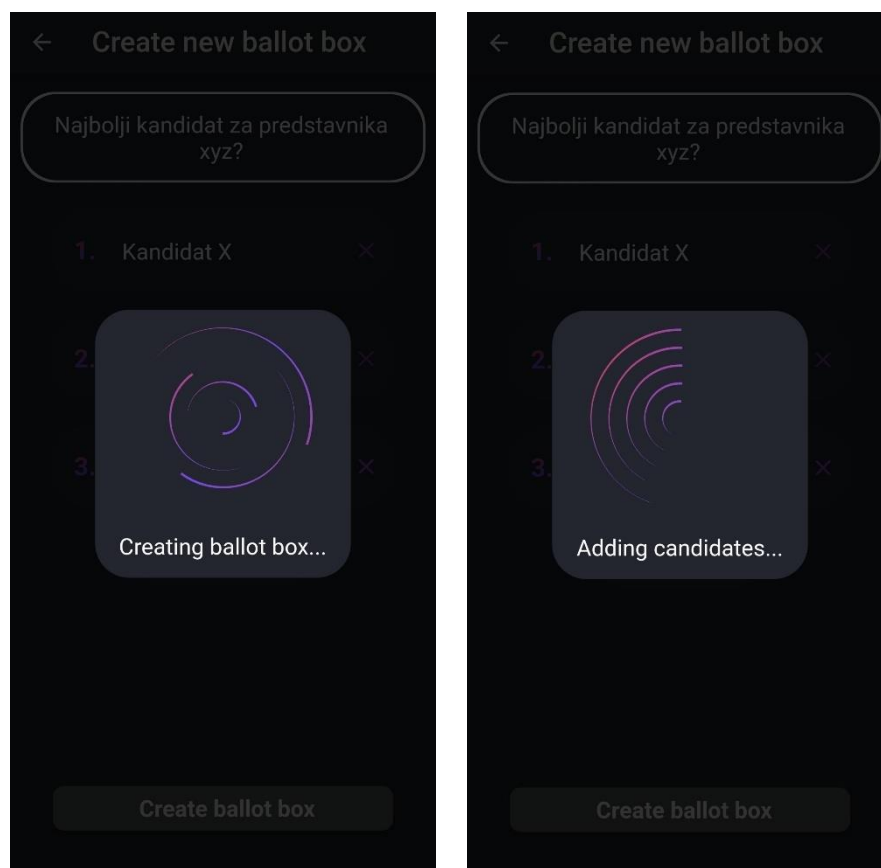 ← Create new ballot box
Najbolji kandidat za predstavnika
xyz?
1. Kandidat X ×
2. ×
3. ×
Creating ballot box...
Create ballot box
← Create new ballot box
Najbolji kandidat za predstavnika
xyz?
1. Kandidat X ×
2. ×
3. ×
Adding candidates...
Create ballot box